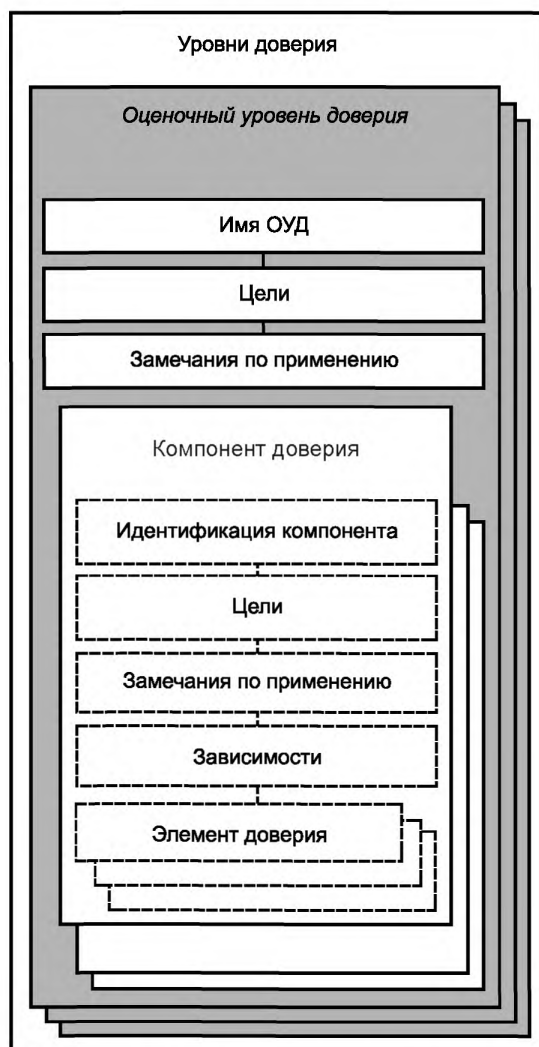 Уровни доверия
Оценочный уровень доверия
Имя ОУД
Цели
Замечания по применению
Компонент доверия
Идентификация компонента
Цели
Замечания по применению
Зависимости
Элемент доверия